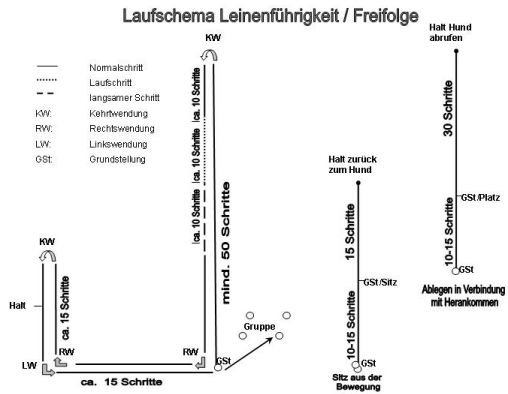 Laufschema Leinenführigkeit / Freifolge
Normalschritt
Laufschritt
langsamer Schritt
KW: Kehrtwendung
RW: Rechtswendung
LW: Linkswendung
GSt: Grundstellung
KW
ca. 10 Schritte
ca. 10 Schritte
ca. 10 Schritte
mind. 50 Schritte
KW
Halt
ca. 15 Schritte
RW
LW
RW
GSt
ca. 15 Schritte
Gruppe
Halt zurück
zum Hund
15 Schritte
GSt/Sitz
10-15 Schritte
GSt
Sitz aus der
Bewegung
Halt Hund
abrufen
30 Schritte
GSt/Platz
10-15 Schritte
GSt
Ablegen in Verbindung
mit Herankommen